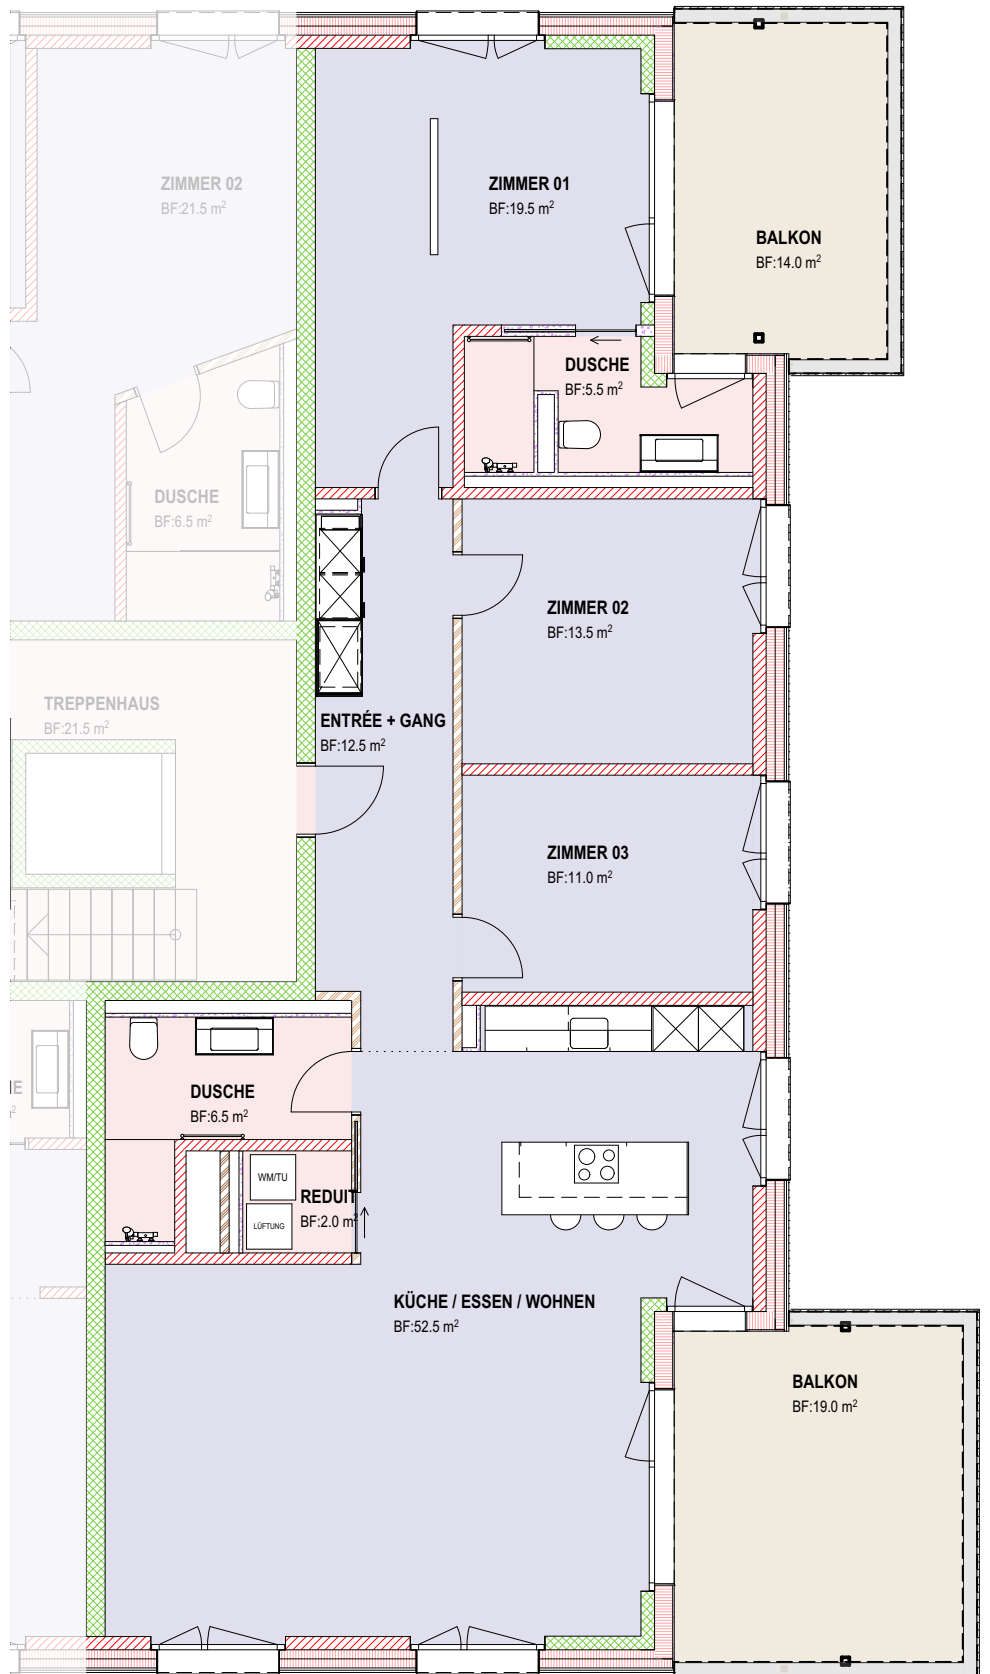 ZIMMER 02
BF:21.5 m²
ZIMMER 01
BF:19.5 m²
BALKON
BF:14.0 m²
DUSCHE
BF:5.5 m²
DUSCHE
BF:6.5 m²
ZIMMER 02
BF:13.5 m²
TREPPENHAUS
BF:21.5 m²
ENTRÉE + GANG
BF:12.5 m²
ZIMMER 03
BF:11.0 m²
E
DUSCHE
BF:6.5 m²
WM/TU
LÜFTUNG
REDUIT
BF:2.0 m²
KÜCHE / ESSEN / WOHNEN
BF:52.5 m²
BALKON
BF:19.0 m²